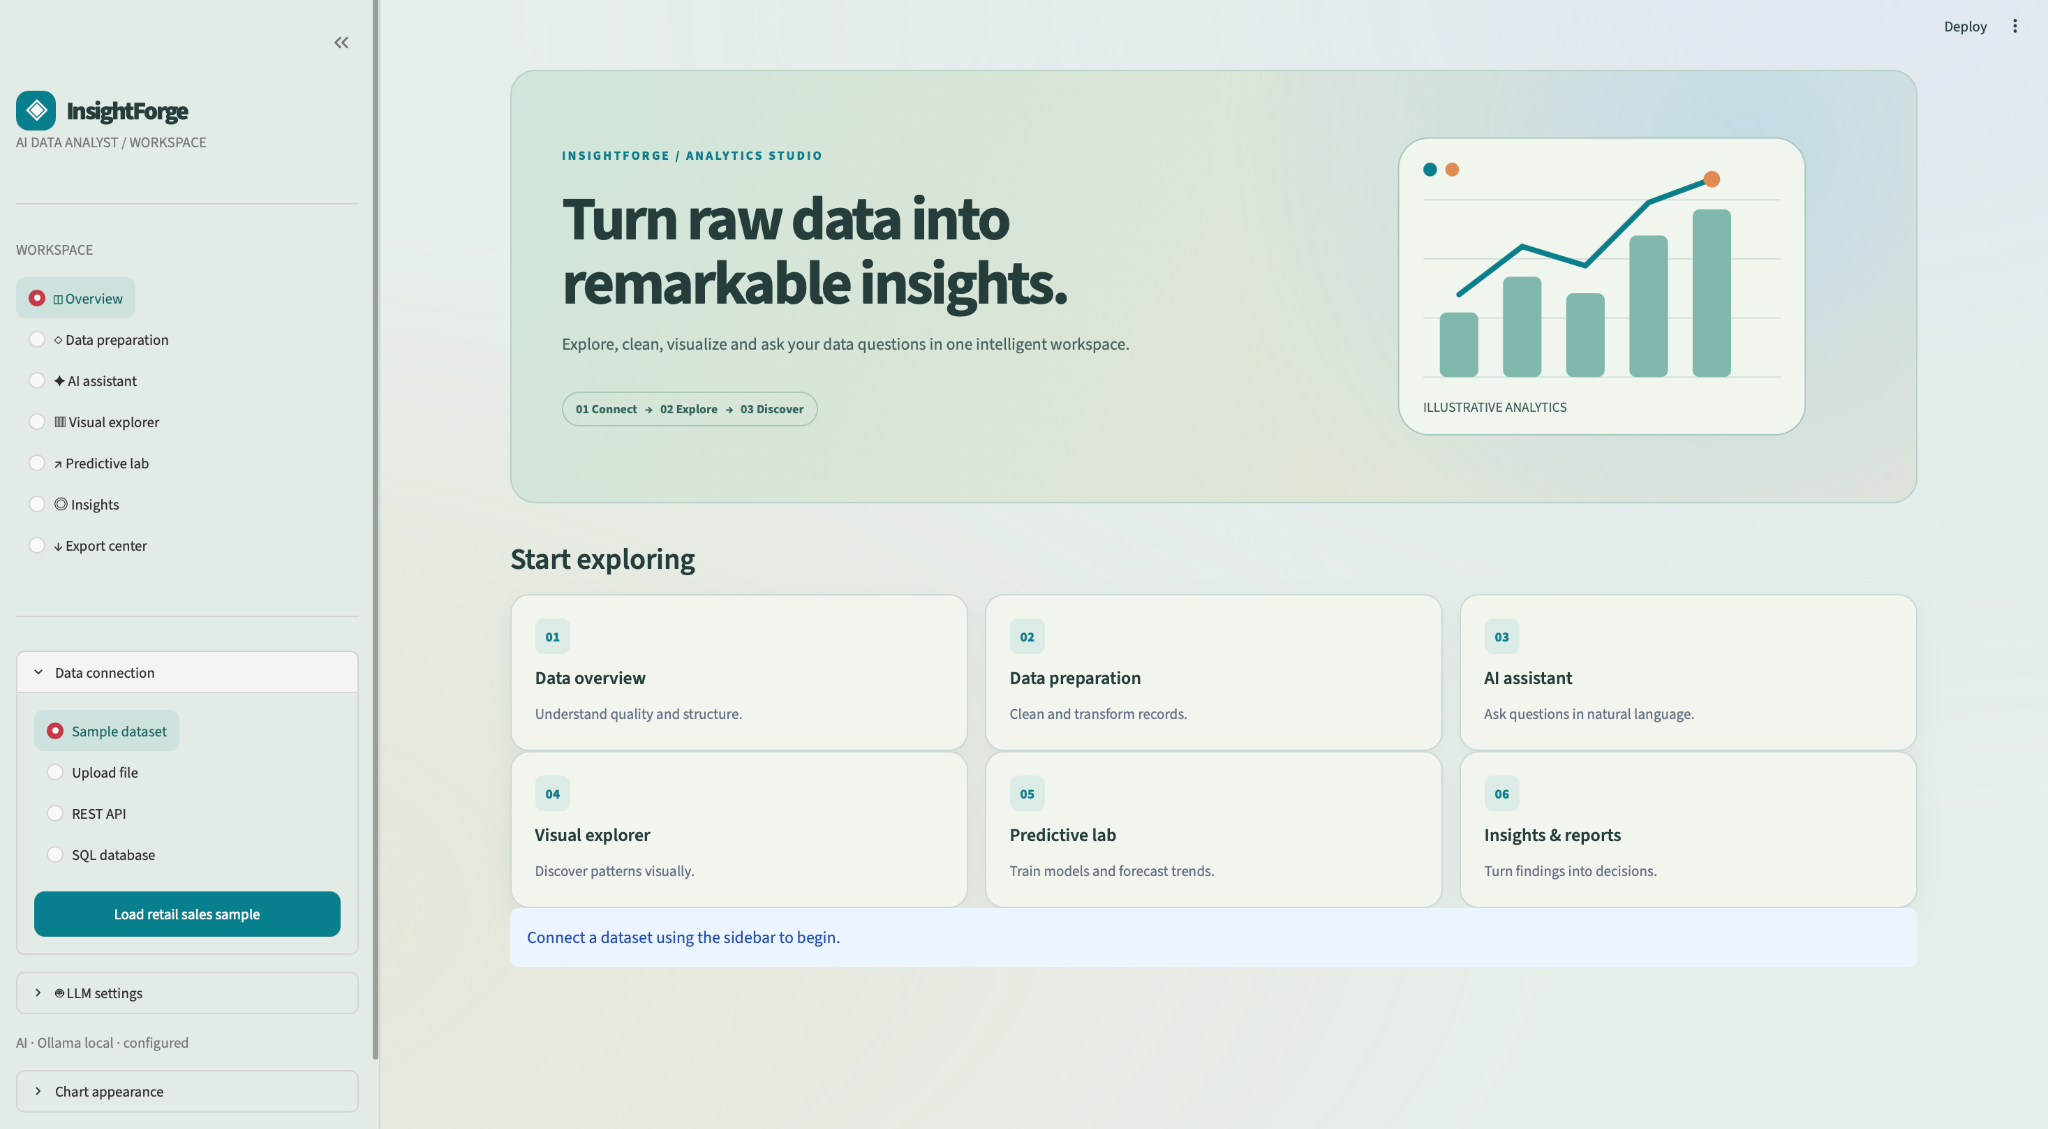 InsightForge
AI DATA ANALYST / WORKSPACE
WORKSPACE
Overview
Data preparation
AI assistant
Visual explorer
Predictive lab
Insights
Export center
Data connection
Sample dataset
Upload file
REST API
SQL database
Load retail sales sample
LLM settings
AI · Ollama local · configured
Chart appearance
Deploy
INSIGHTFORGE / ANALYTICS STUDIO
Turn raw data into
remarkable insights.
Explore, clean, visualize and ask your data questions in one intelligent workspace.
01 Connect → 02 Explore → 03 Discover
ILLUSTRATIVE ANALYTICS
Start exploring
01
Data overview
Understand quality and structure.
02
Data preparation
Clean and transform records.
03
AI assistant
Ask questions in natural language.
04
Visual explorer
Discover patterns visually.
05
Predictive lab
Train models and forecast trends.
06
Insights & reports
Turn findings into decisions.
Connect a dataset using the sidebar to begin.